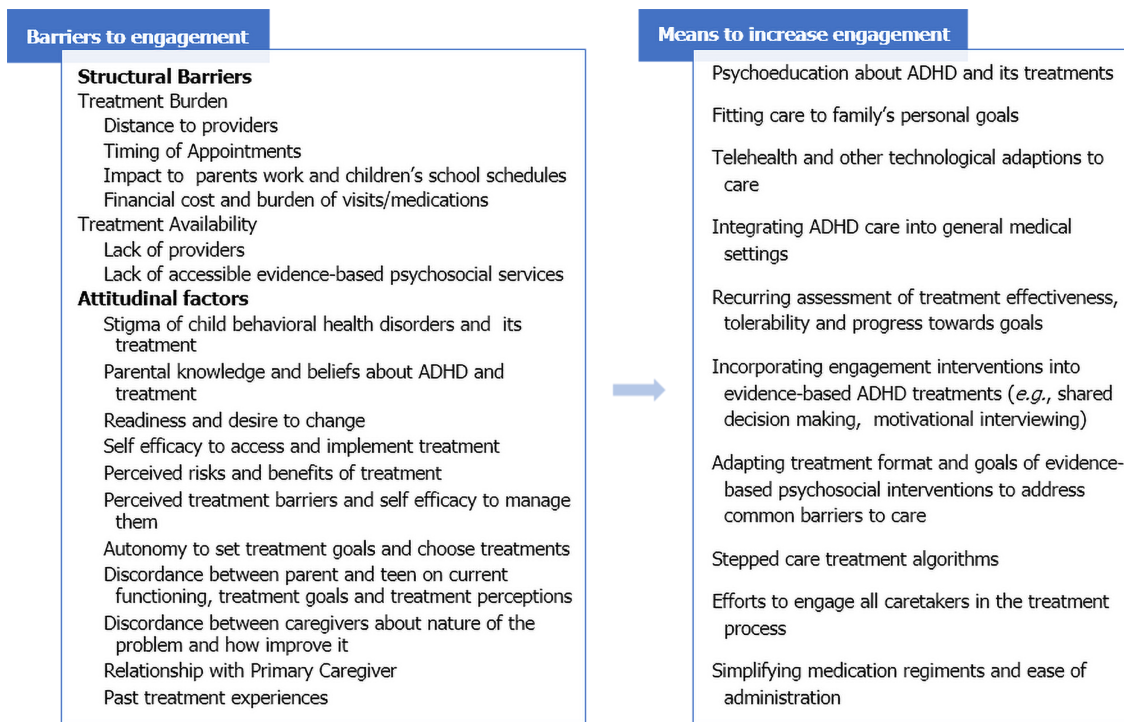 Barriers to engagement
Structural Barriers
Treatment Burden
Distance to providers
Timing of Appointments
Impact to parents work and children's school schedules
Financial cost and burden of visits/medications
Treatment Availability
Lack of providers
Lack of accessible evidence-based psychosocial services
Attitudinal factors
Stigma of child behavioral health disorders and its
treatment
Parental knowledge and beliefs about ADHD and
treatment
Readiness and desire to change
Self efficacy to access and implement treatment
Perceived risks and benefits of treatment
Perceived treatment barriers and self efficacy to manage
them
Autonomy to set treatment goals and choose treatments
Discordance between parent and teen on current
functioning, treatment goals and treatment perceptions
Discordance between caregivers about nature of the
problem and how improve it
Relationship with Primary Caregiver
Past treatment experiences
Means to increase engagement
Psychoeducation about ADHD and its treatments
Fitting care to family's personal goals
Telehealth and other technological adaptions to
care
Integrating ADHD care into general medical
settings
Recurring assessment of treatment effectiveness,
tolerability and progress towards goals
Incorporating engagement interventions into
evidence-based ADHD treatments (e.g., shared
decision making, motivational interviewing)
Adapting treatment format and goals of evidence-
based psychosocial interventions to address
common barriers to care
Stepped care treatment algorithms
Efforts to engage all caretakers in the treatment
process
Simplifying medication regiments and ease of
administration